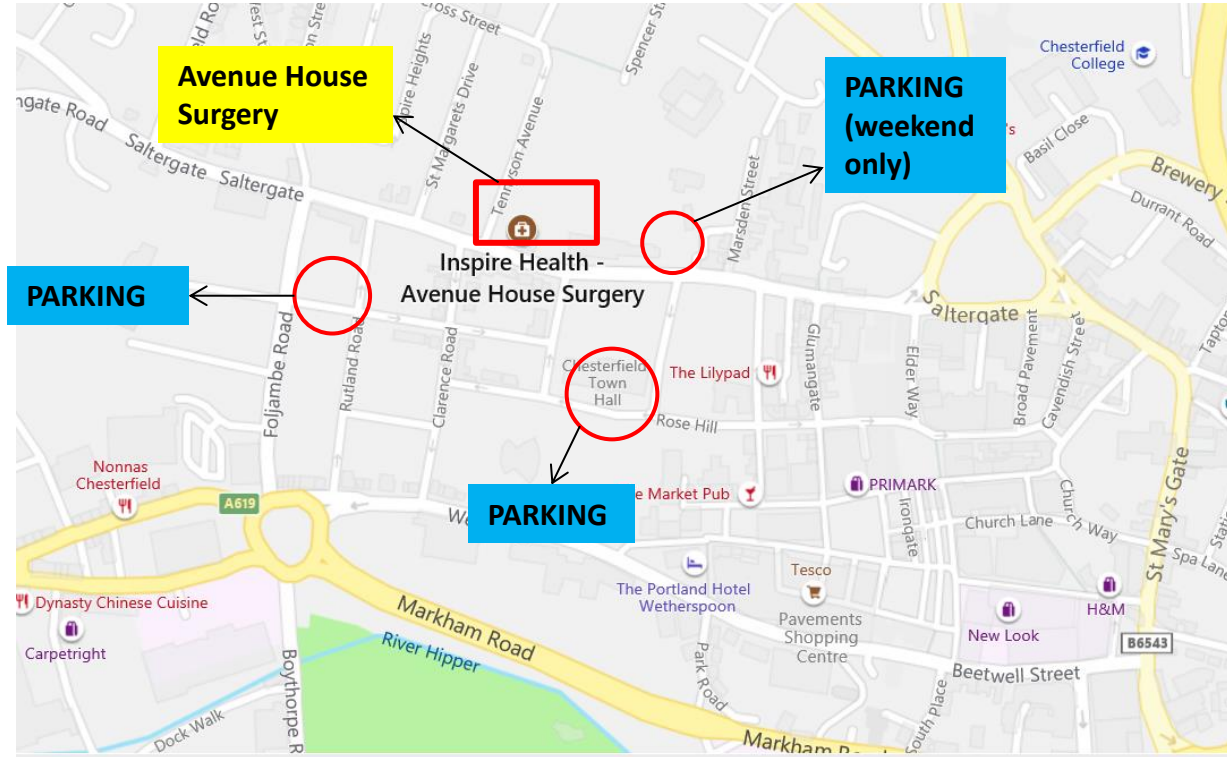 Cross Street
Spencer St
Chesterfield
College
Avenue House
Surgery
PARKING
(weekend
only)
St Margarets Drive
Tennyson Avenue
Basil Close
Brewery
Durrant Road
Saltergate
Saltergate
Marsden Street
Inspire Health -
Avenue House Surgery
PARKING
Saltergate
Foljambe Road
Rutland Road
Clarence Road
Chesterfield
Town
Hall
The Lilypad
Glumangate
Elder Way
Broad Pavement
Cavendish Street
Rose Hill
Nonnas
Chesterfield
A619
PARKING
e Market Pub
PRIMARK
Irongate
Church Lane
Church Way
St Mary's Gate
Spa Lane
The Portland Hotel
Wetherspoon
Tesco
Pavements
Shopping
Centre
New Look
H&M
B6543
Dynasty Chinese Cuisine
Carpetright
Markham Road
River Hipper
Boythorpe R
Dock Walk
Park Road
South Place
Beetwell Street
Markham R